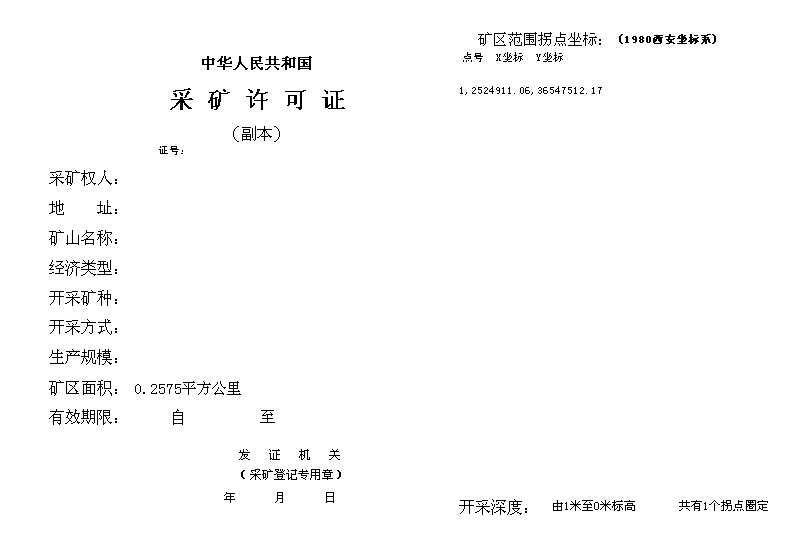 中华人民共和国
采矿许可证
（副本）
证号：
采矿权人：
地　　址：
矿山名称：
经济类型：
开采矿种：
开采方式：
生产规模：
矿区面积： 0.2575平方公里
有效期限： 自 至
发 证 机 关
（采矿登记专用章）
年 月 日
矿区范围拐点坐标：（1980西安坐标系）
点号 X坐标 Y坐标
1,2524911.06,36547512.17
开采深度： 由1米至0米标高 共有1个拐点圈定